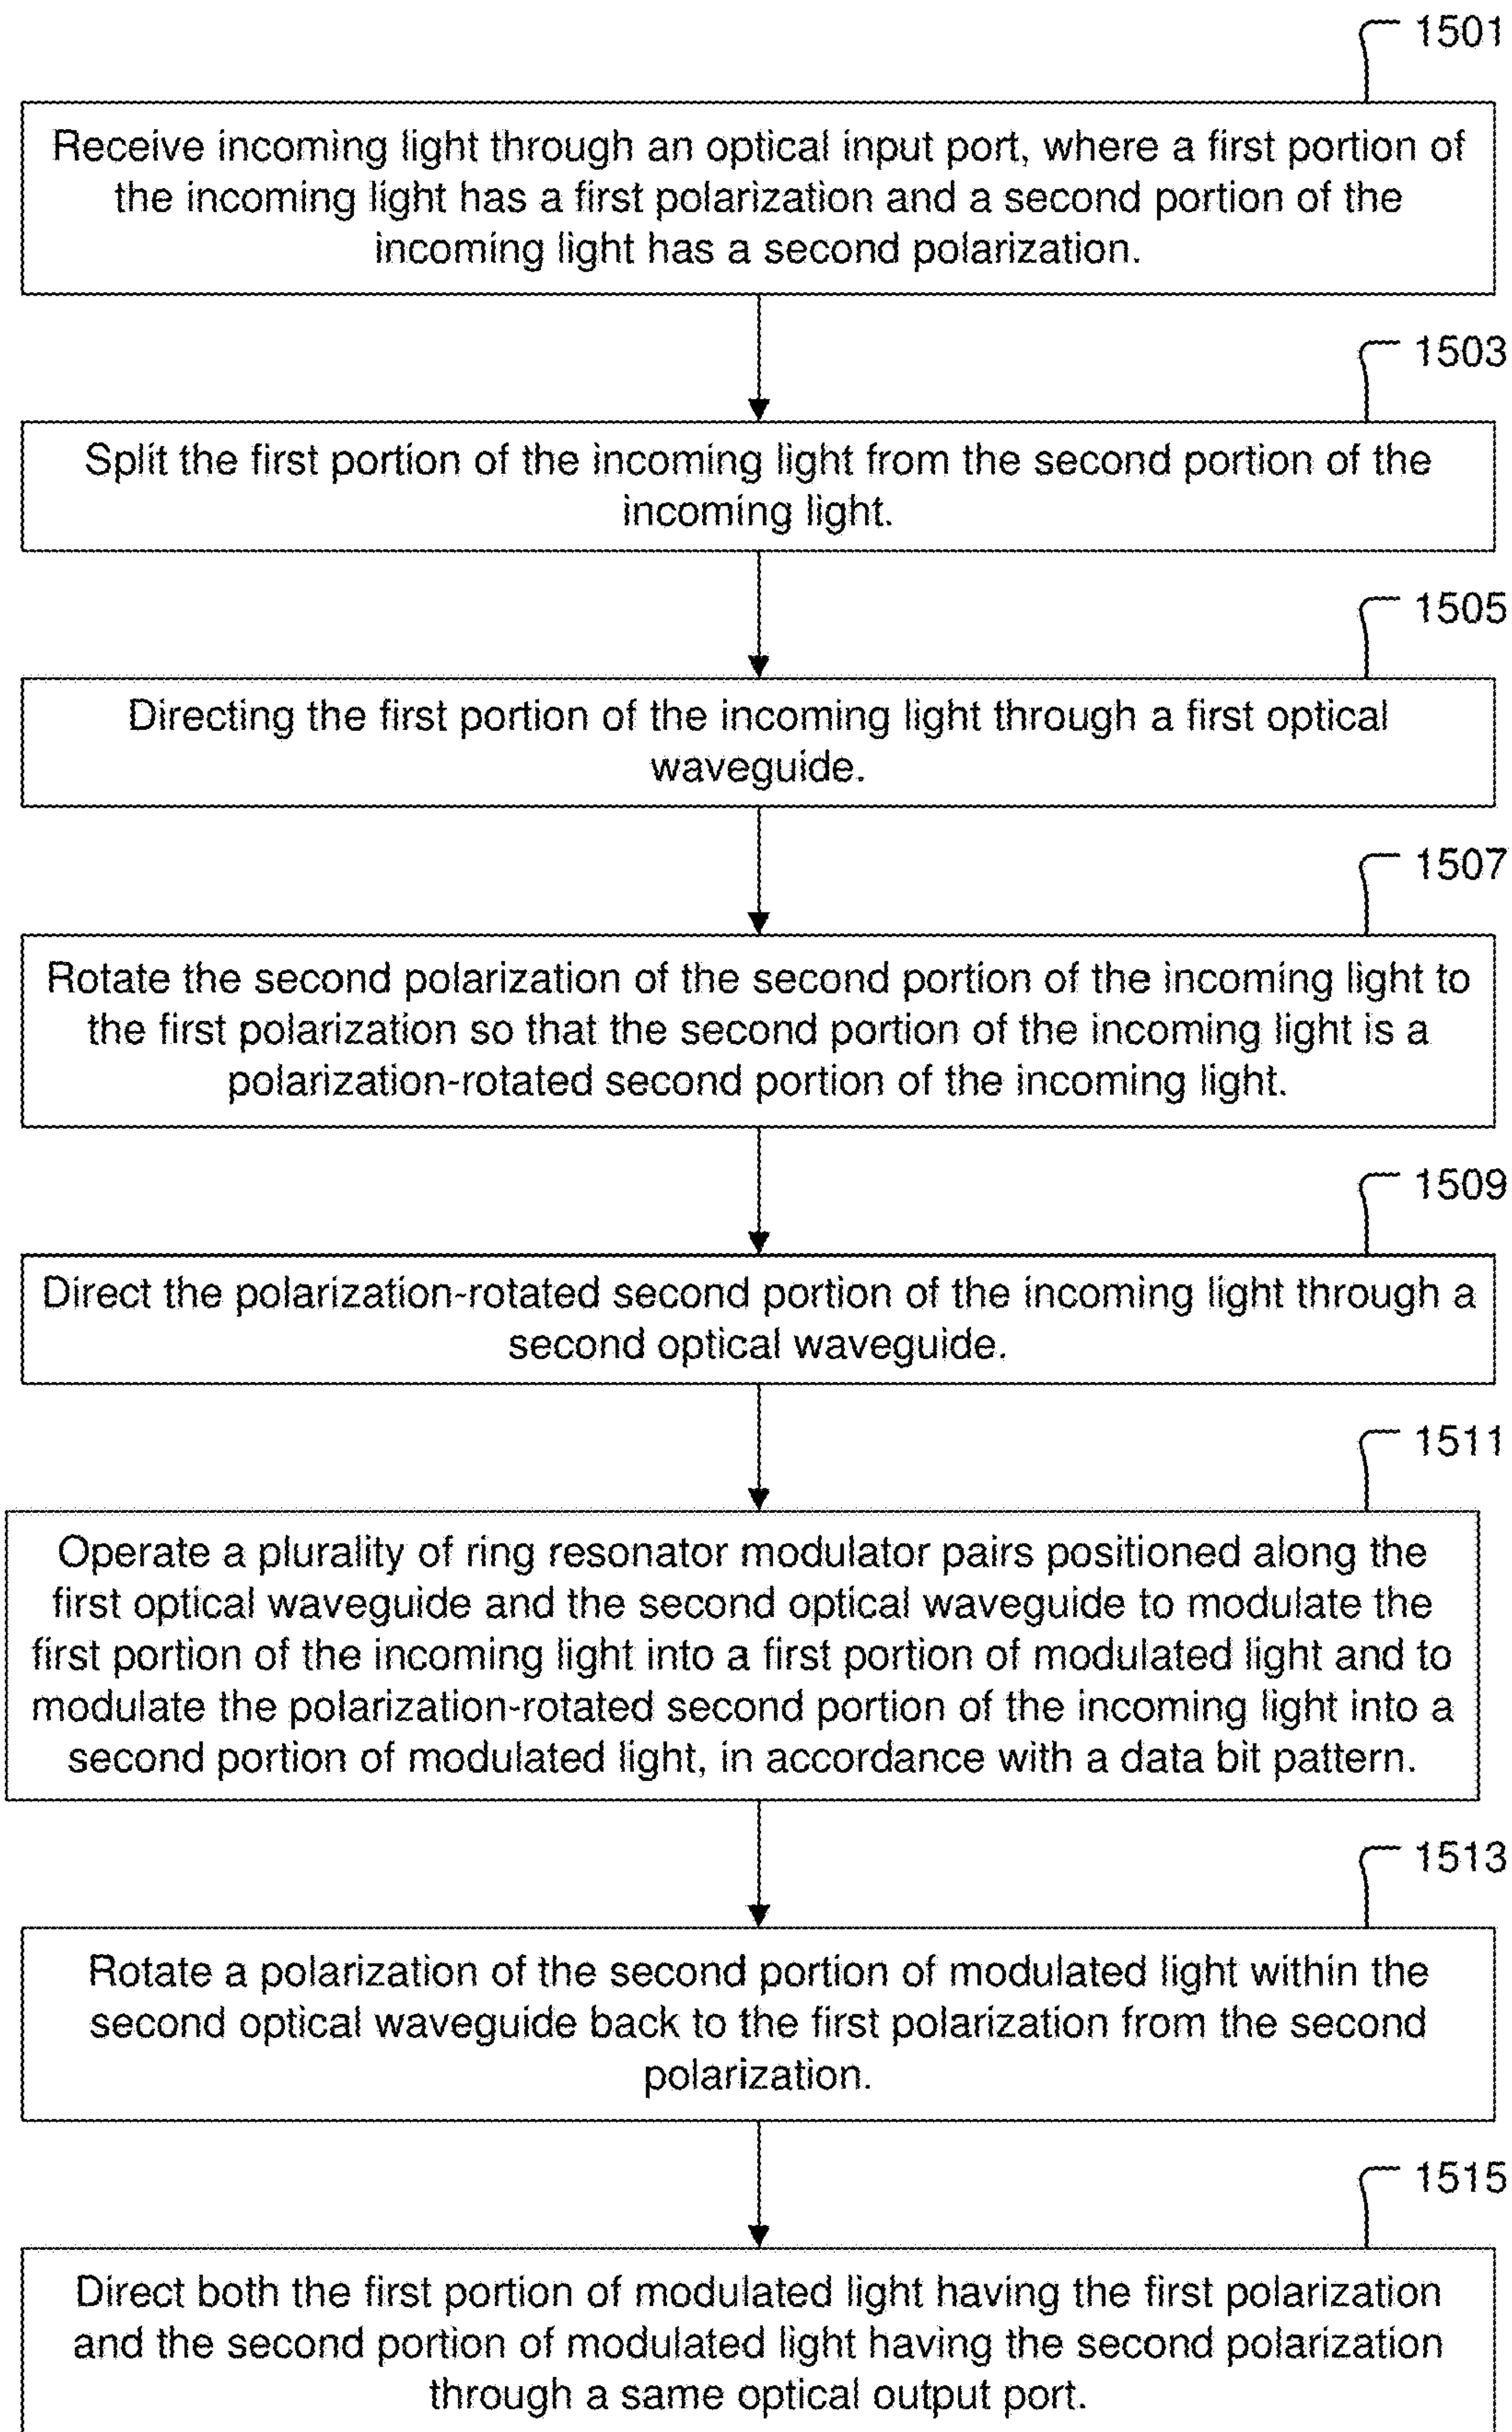 1501
Receive incoming light through an optical input port, where a first portion of
the incoming light has a first polarization and a second portion of the
incoming light has a second polarization.
1503
Split the first portion of the incoming light from the second portion of the
incoming light.
1505
Directing the first portion of the incoming light through a first optical
waveguide.
1507
Rotate the second polarization of the second portion of the incoming light to
the first polarization so that the second portion of the incoming light is a
polarization-rotated second portion of the incoming light.
1509
Direct the polarization-rotated second portion of the incoming light through a
second optical waveguide.
1511
Operate a plurality of ring resonator modulator pairs positioned along the
first optical waveguide and the second optical waveguide to modulate the
first portion of the incoming light into a first portion of modulated light and to
modulate the polarization-rotated second portion of the incoming light into a
second portion of modulated light, in accordance with a data bit pattern.
1513
Rotate a polarization of the second portion of modulated light within the
second optical waveguide back to the first polarization from the second
polarization.
1515
Direct both the first portion of modulated light having the first polarization
and the second portion of modulated light having the second polarization
through a same optical output port.